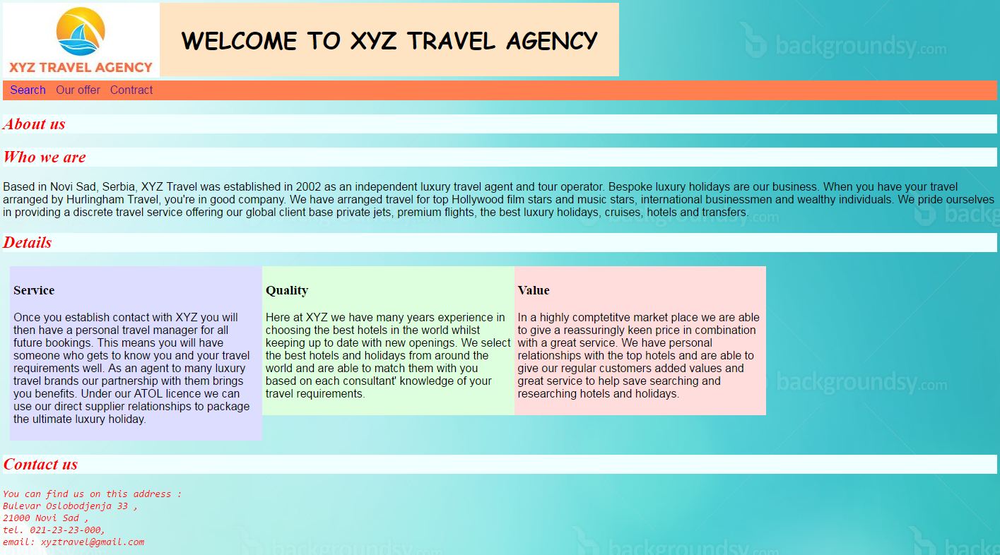 XYZ TRAVEL AGENCY
WELCOME TO XYZ TRAVEL AGENCY
backgroundsy.com
Search Our offer Contract
About us
Who we are
Based in Novi Sad, Serbia, XYZ Travel was established in 2002 as an independent luxury travel agent and tour operator. Bespoke luxury holidays are our business. When you have your travel
arranged by Hurlingham Travel, you're in good company. We have arranged travel for top Hollywood film stars and music stars, international businessmen and wealthy individuals. We pride ourselves
in providing a discrete travel service offering our global client base private jets, premium flights, the best luxury holidays, cruises, hotels and transfers.
backgroundsy.com
Details
Service
Once you establish contact with XYZ you will
then have a personal travel manager for all
future bookings. This means you will have
someone who gets to know you and your travel
requirements well. As an agent to many luxury
travel brands our partnership with them brings
you benefits. Under our ATOL licence we can
use our direct supplier relationships to package
the ultimate luxury holiday.
Quality
Here at XYZ we have many years experience in
choosing the best hotels in the world whilst
keeping up to date with new openings. We select
the best hotels and holidays from around the
world and are able to match them with you
based on each consultant' knowledge of your
travel requirements.
Value
In a highly comptetitve market place we are able
to give a reassuringly keen price in combination
with a great service. We have personal
relationships with the top hotels and are able to
give our regular customers added values and
great service to help save searching and
researching hotels and holidays.
backgroundsy.com
Contact us
You can find us on this address :
Bulevar Oslobodjenja 33 ,
21000 Novi Sad ,
tel. 021-23-23-000,
email: xyztravel@gmail.com
backgroundsy.com
backgroundsy.com